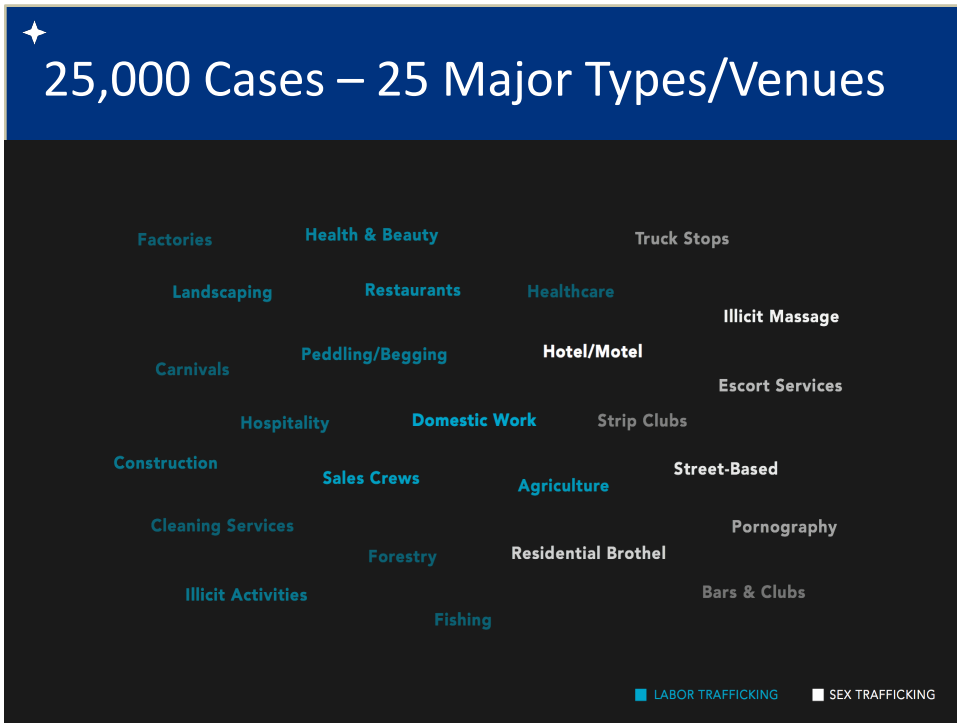 25,000 Cases – 25 Major Types/Venues
Factories
Health & Beauty
Truck Stops
Landscaping
Restaurants
Healthcare
Illicit Massage
Peddling/Begging
Hotel/Motel
Carnivals
Escort Services
Hospitality
Domestic Work
Strip Clubs
Construction
Sales Crews
Agriculture
Street-Based
Cleaning Services
Pornography
Forestry
Residential Brothel
Illicit Activities
Bars & Clubs
Fishing
LABOR TRAFFICKING
SEX TRAFFICKING